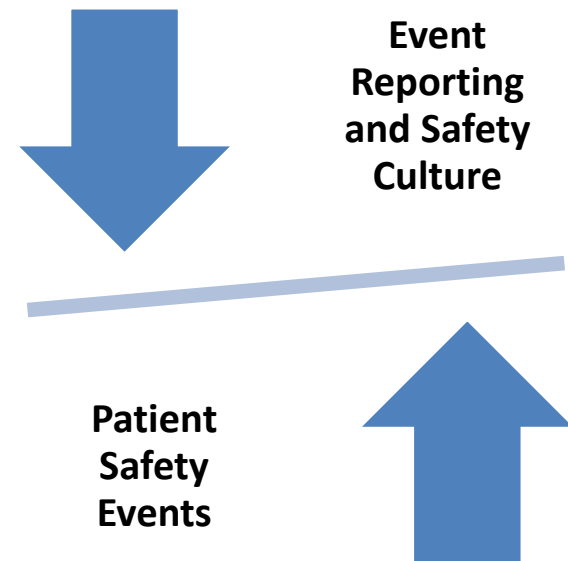 Event
Reporting
and Safety
Culture
Patient
Safety
Events